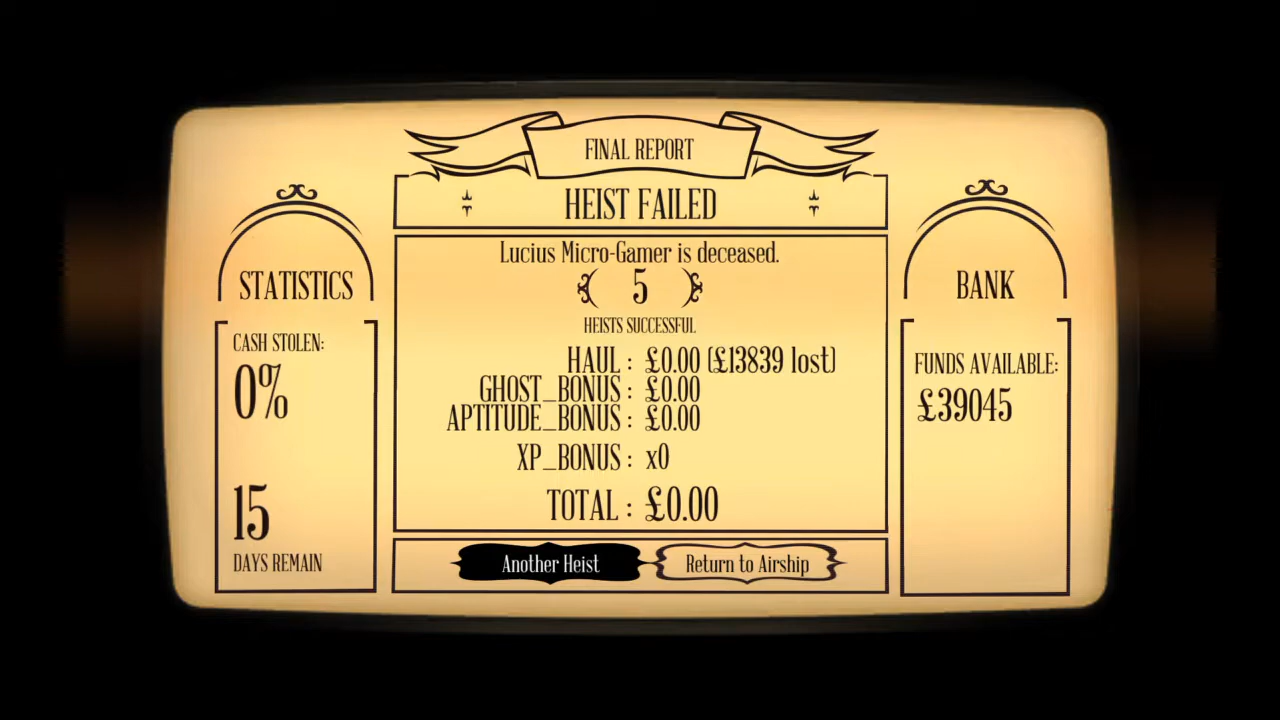 FINAL REPORT
HEIST FAILED
Lucius Micro-Gamer is deceased.
5
HEISTS SUCCESSFUL
HAUL : £0.00 (£13839 lost)
GHOST_BONUS : £0.00
APTITUDE_BONUS : £0.00
XP_BONUS : x0
TOTAL : £0.00
Another Heist
Return to Airship
STATISTICS
CASH STOLEN:
0%
15
DAYS REMAIN
BANK
FUNDS AVAILABLE:
£39045